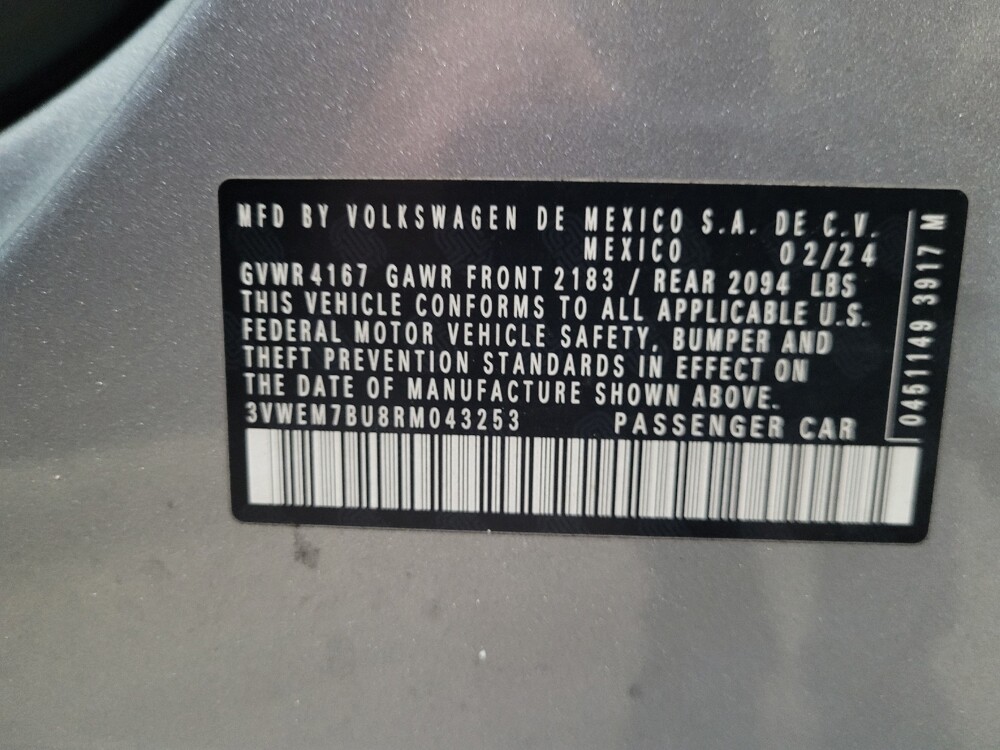 MFD BY VOLKSWAGEN DE MEXICO S.A. DE C.V.
MEXICO 02/24
GVWR 4167 GAWR FRONT 2183 / REAR 2094 LBS
THIS VEHICLE CONFORMS TO ALL APPLICABLE U.S.
FEDERAL MOTOR VEHICLE SAFETY, BUMPER AND
THEFT PREVENTION STANDARDS IN EFFECT ON
THE DATE OF MANUFACTURE SHOWN ABOVE.
3VWEM7BU8RM043253 PASSENGER CAR
0461149 3917 M